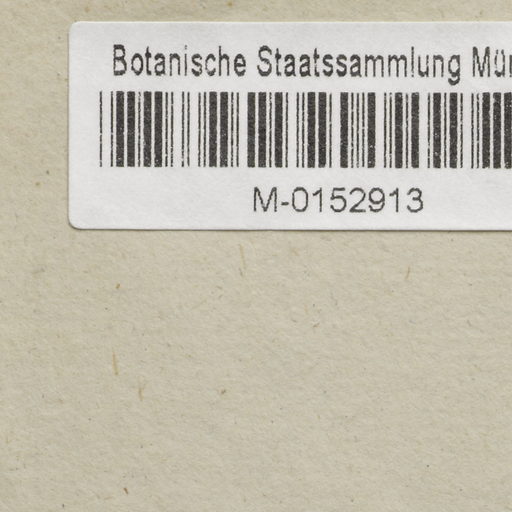 Botanische Staatssammlung Mün
M-0152913